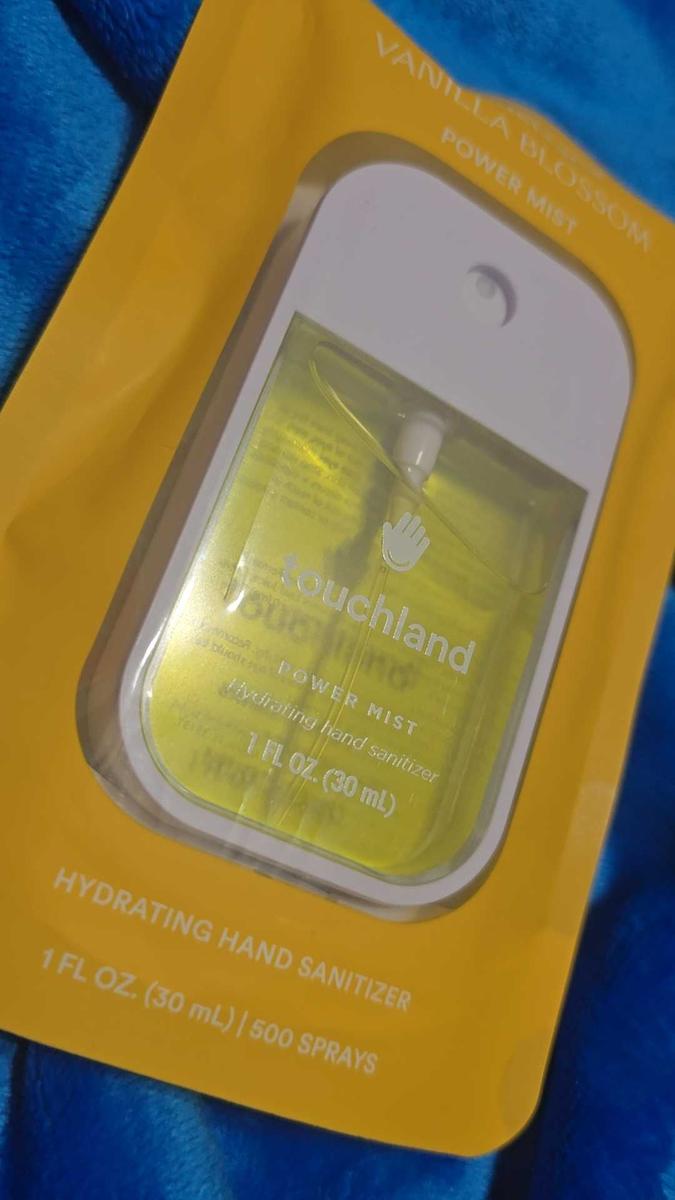 VANILLA BLOSSOM
POWER MIST
touchland
POWER MIST
Hydrating hand sanitizer
1 FL OZ. (30 mL)
HYDRATING HAND SANITIZER
1 FL OZ. (30 mL) | 500 SPRAYS